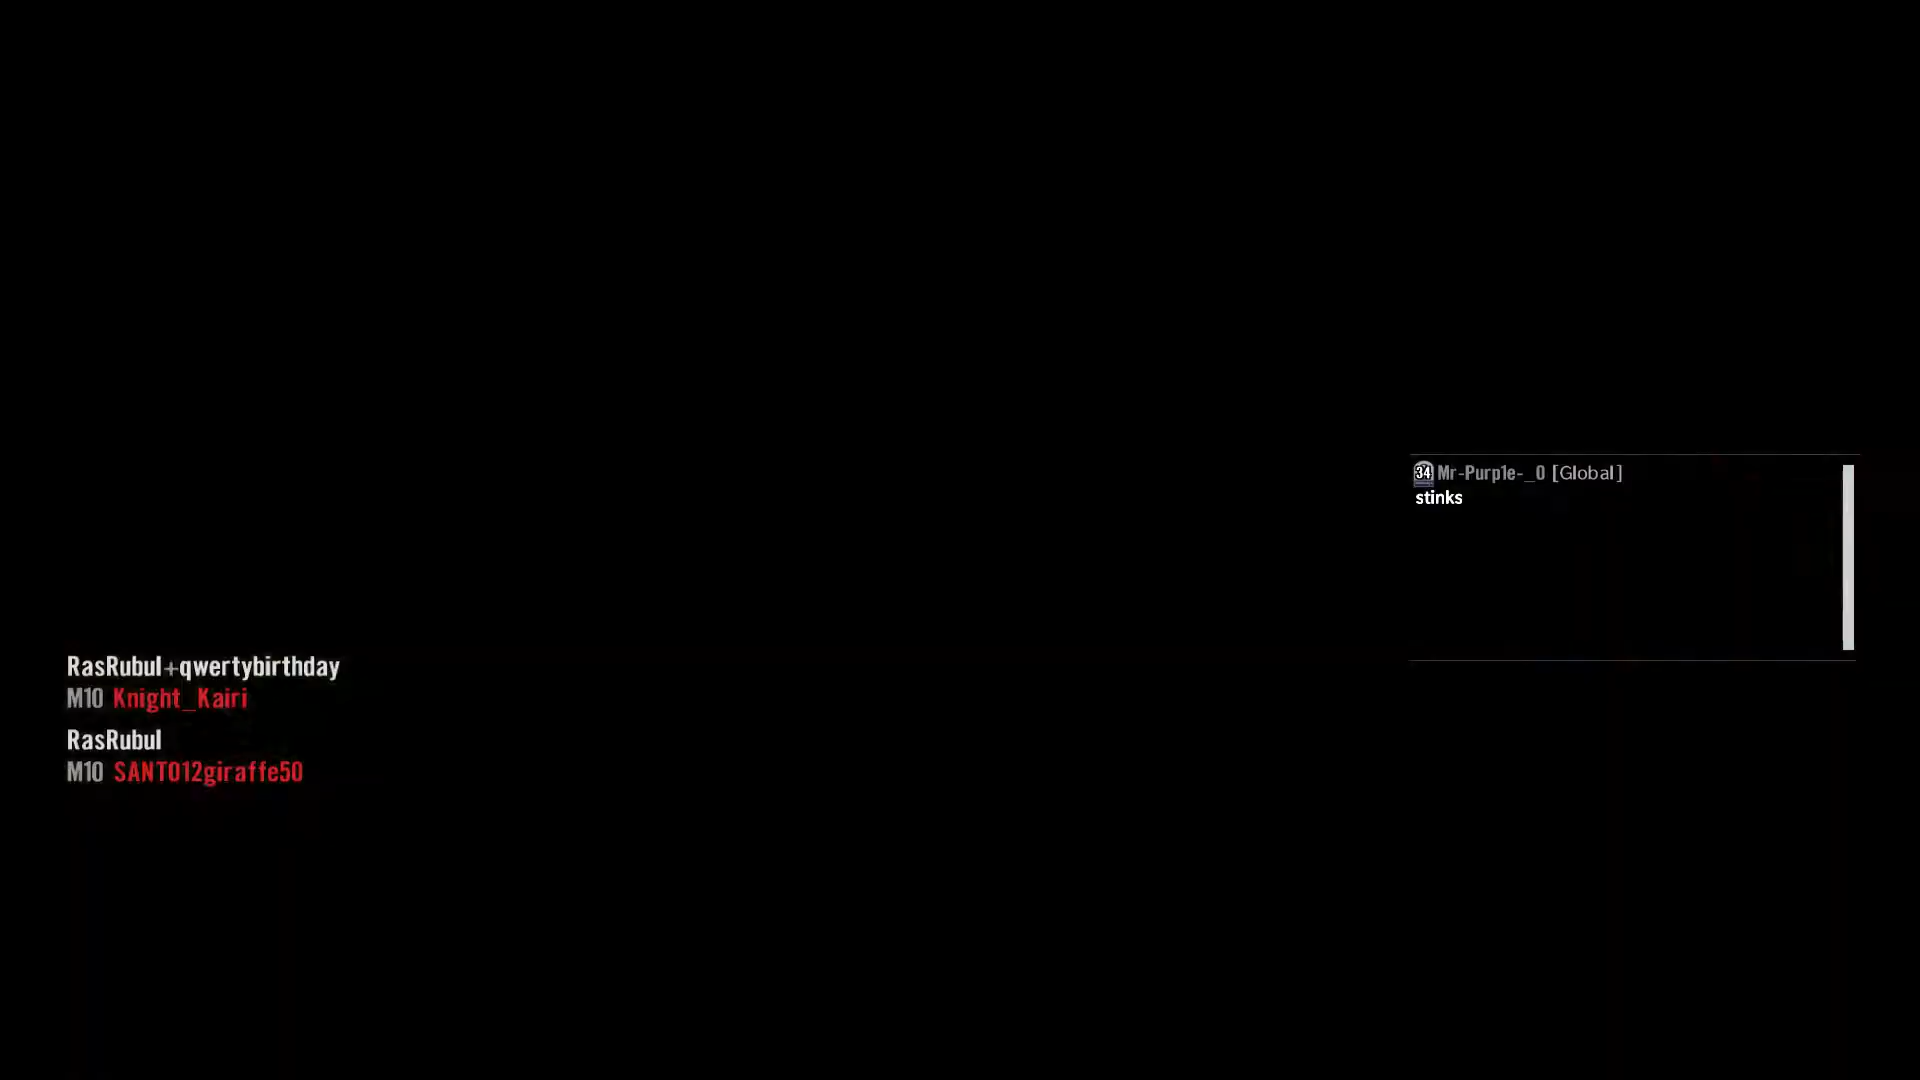 34 Mr-Purp1e-_0 [Global]
stinks
RasRubul+qwertybirthday
M10 Knight_Kairi
RasRubul
M10 SANTO12giraffe50